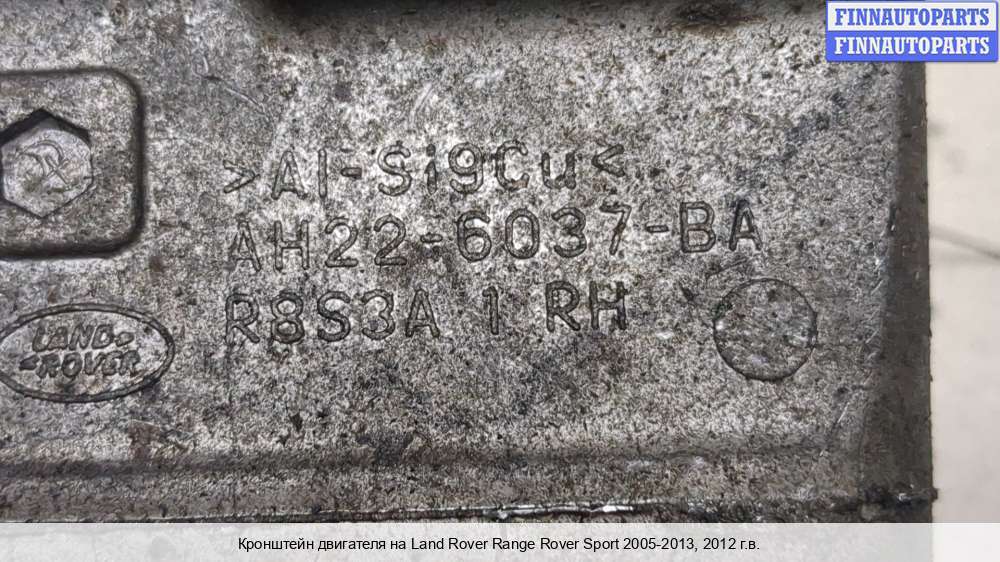 FINNAUTOPARTS
FINNAUTOPARTS
>Al-Si9Cu<
AH22-6037-BA
R8S3A 1 RH
LAND-
-ROVER
Кронштейн двигателя на Land Rover Range Rover Sport 2005-2013, 2012 г.в.